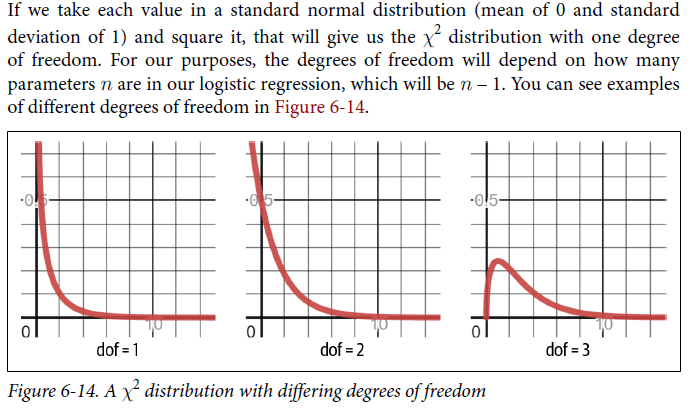 If we take each value in a standard normal distribution (mean of 0 and standard
deviation of 1) and square it, that will give us the χ² distribution with one degree
of freedom. For our purposes, the degrees of freedom will depend on how many
parameters n are in our logistic regression, which will be n – 1. You can see examples
of different degrees of freedom in Figure 6-14.
0.5 0.5 0.5
0 10 0 10 0 10
dof = 1 dof = 2 dof = 3
Figure 6-14. A χ² distribution with differing degrees of freedom